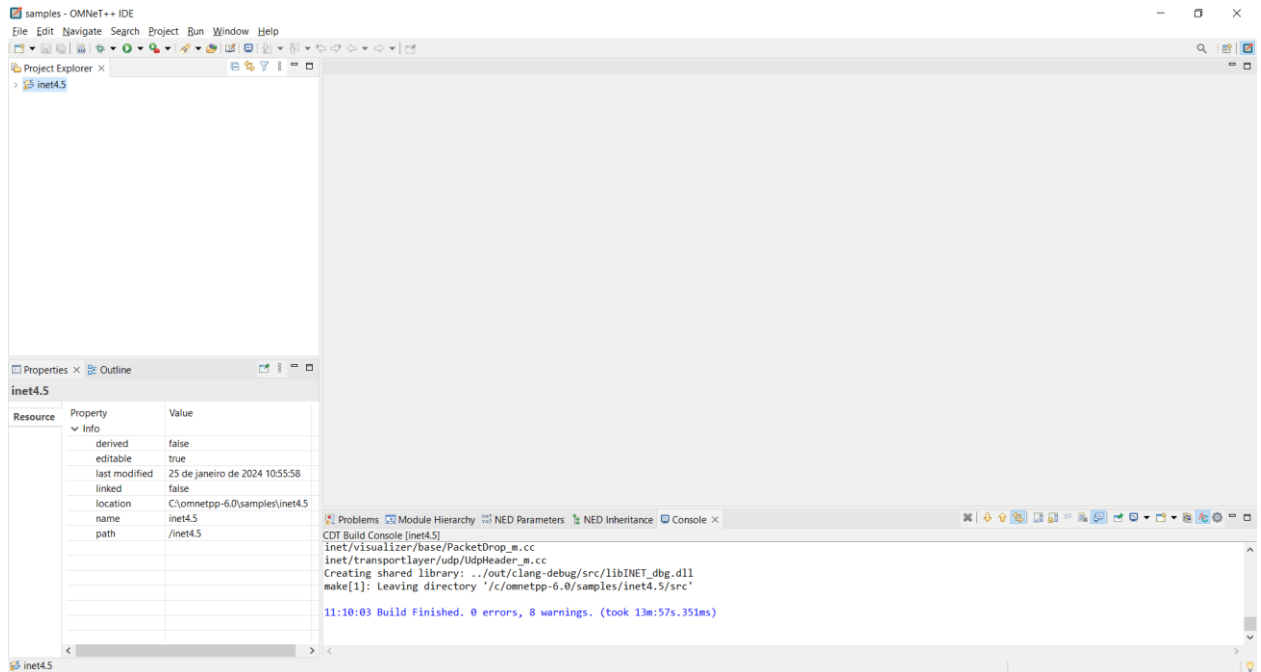 samples - OMNeT++ IDE
File Edit Navigate Search Project Run Window Help
Project Explorer
inet4.5
Properties Outline
inet4.5
Resource
Property Value
Info
derived false
editable true
last modified 25 de janeiro de 2024 10:55:58
linked false
location C:\omnetpp-6.0\samples\inet4.5
name inet4.5
path /inet4.5
Problems Module Hierarchy NED Parameters NED Inheritance Console
CDT Build Console [inet4.5]
inet/visualizer/base/PacketDrop_m.cc
inet/transportlayer/udp/UdpHeader_m.cc
Creating shared library: ../out/clang-debug/src/libINET_dbg.dll
make[1]: Leaving directory '/c/omnetpp-6.0/samples/inet4.5/src'
11:10:03 Build Finished. 0 errors, 8 warnings. (took 13m:57s.351ms)
inet4.5